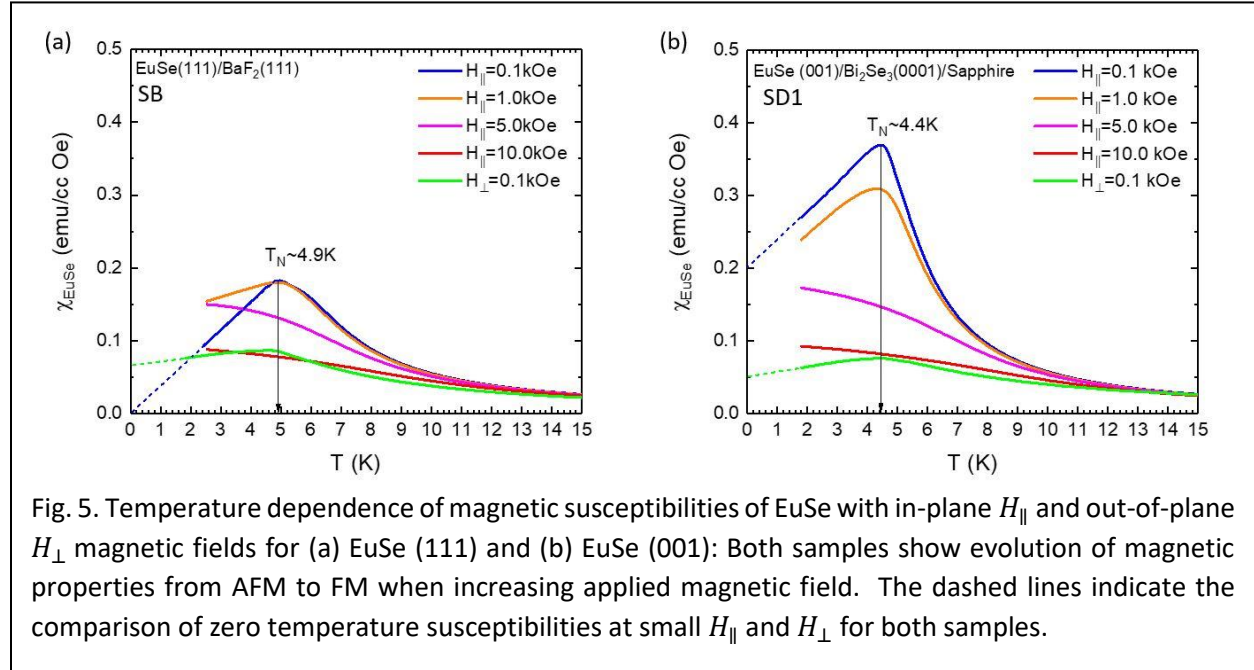 (a)
0.5
0.4
0.3
0.2
0.1
0.0
χEuSe (emu/cc Oe)
EuSe(111)/BaF₂(111)
SB
H∥=0.1kOe
H∥=1.0kOe
H∥=5.0kOe
H∥=10.0kOe
H⊥=0.1kOe
T_N~4.9K
0 1 2 3 4 5 6 7 8 9 10 11 12 13 14 15
T (K)
(b)
0.5
0.4
0.3
0.2
0.1
0.0
χEuSe (emu/cc Oe)
EuSe (001)/Bi₂Se₃(0001)/Sapphire
SD1
H∥=0.1 kOe
H∥=1.0 kOe
H∥=5.0 kOe
H∥=10.0 kOe
H⊥=0.1 kOe
T_N~4.4K
0 1 2 3 4 5 6 7 8 9 10 11 12 13 14 15
T (K)
Fig. 5. Temperature dependence of magnetic susceptibilities of EuSe with in-plane H∥ and out-of-plane
H⊥ magnetic fields for (a) EuSe (111) and (b) EuSe (001): Both samples show evolution of magnetic
properties from AFM to FM when increasing applied magnetic field. The dashed lines indicate the
comparison of zero temperature susceptibilities at small H∥ and H⊥ for both samples.